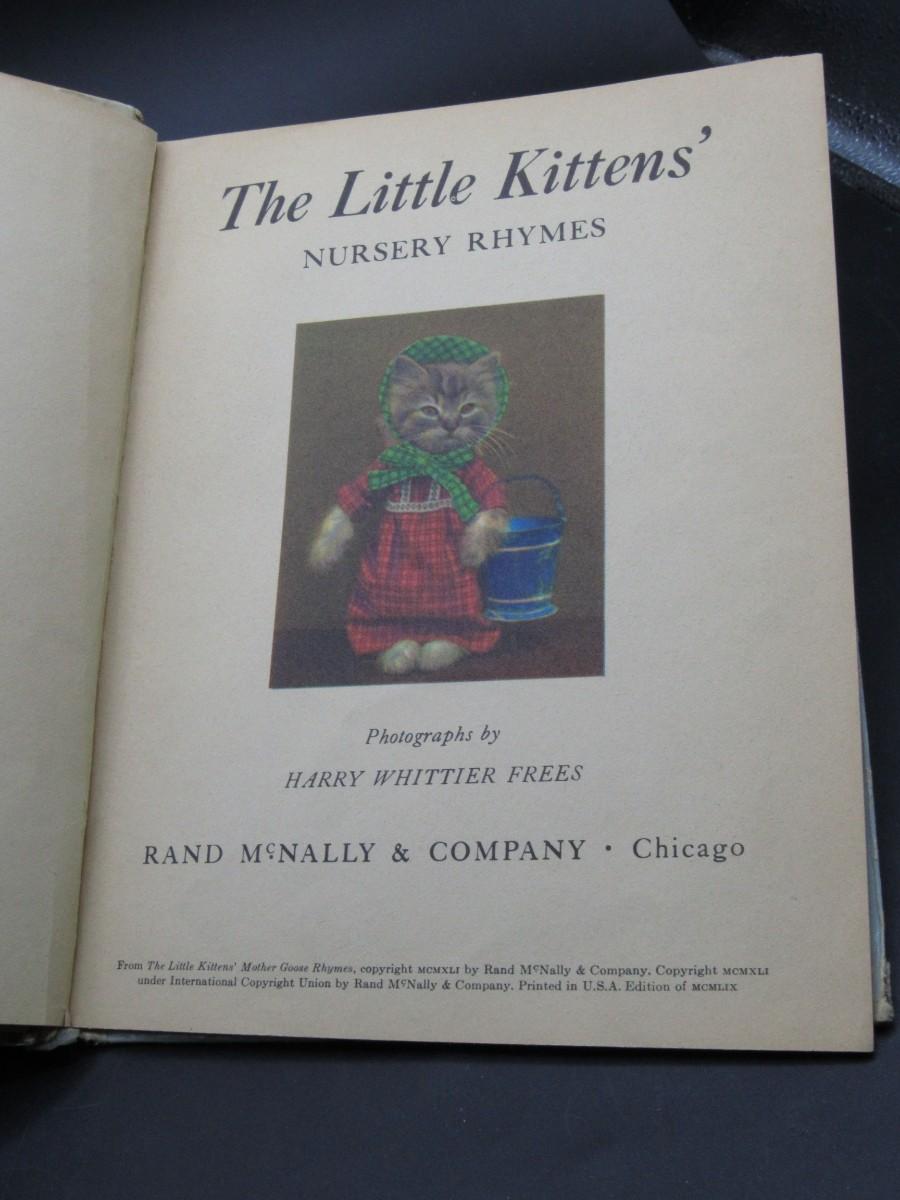 The Little Kittens’
NURSERY RHYMES
Photographs by
HARRY WHITTIER FREES
RAND MᶜNALLY & COMPANY · Chicago
From The Little Kittens’ Mother Goose Rhymes, copyright MCMXLI by Rand MᶜNally & Company. Copyright MCMXLI
under International Copyright Union by Rand MᶜNally & Company. Printed in U.S.A. Edition of MCMLIX